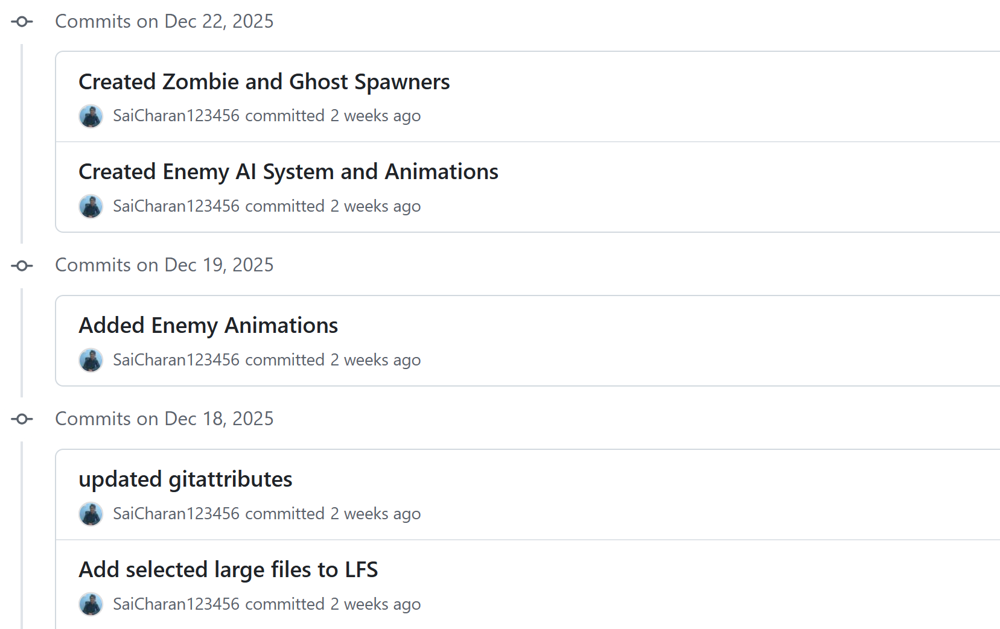 Commits on Dec 22, 2025
Created Zombie and Ghost Spawners
SaiCharan123456 committed 2 weeks ago
Created Enemy AI System and Animations
SaiCharan123456 committed 2 weeks ago
Commits on Dec 19, 2025
Added Enemy Animations
SaiCharan123456 committed 2 weeks ago
Commits on Dec 18, 2025
updated gitattributes
SaiCharan123456 committed 2 weeks ago
Add selected large files to LFS
SaiCharan123456 committed 2 weeks ago